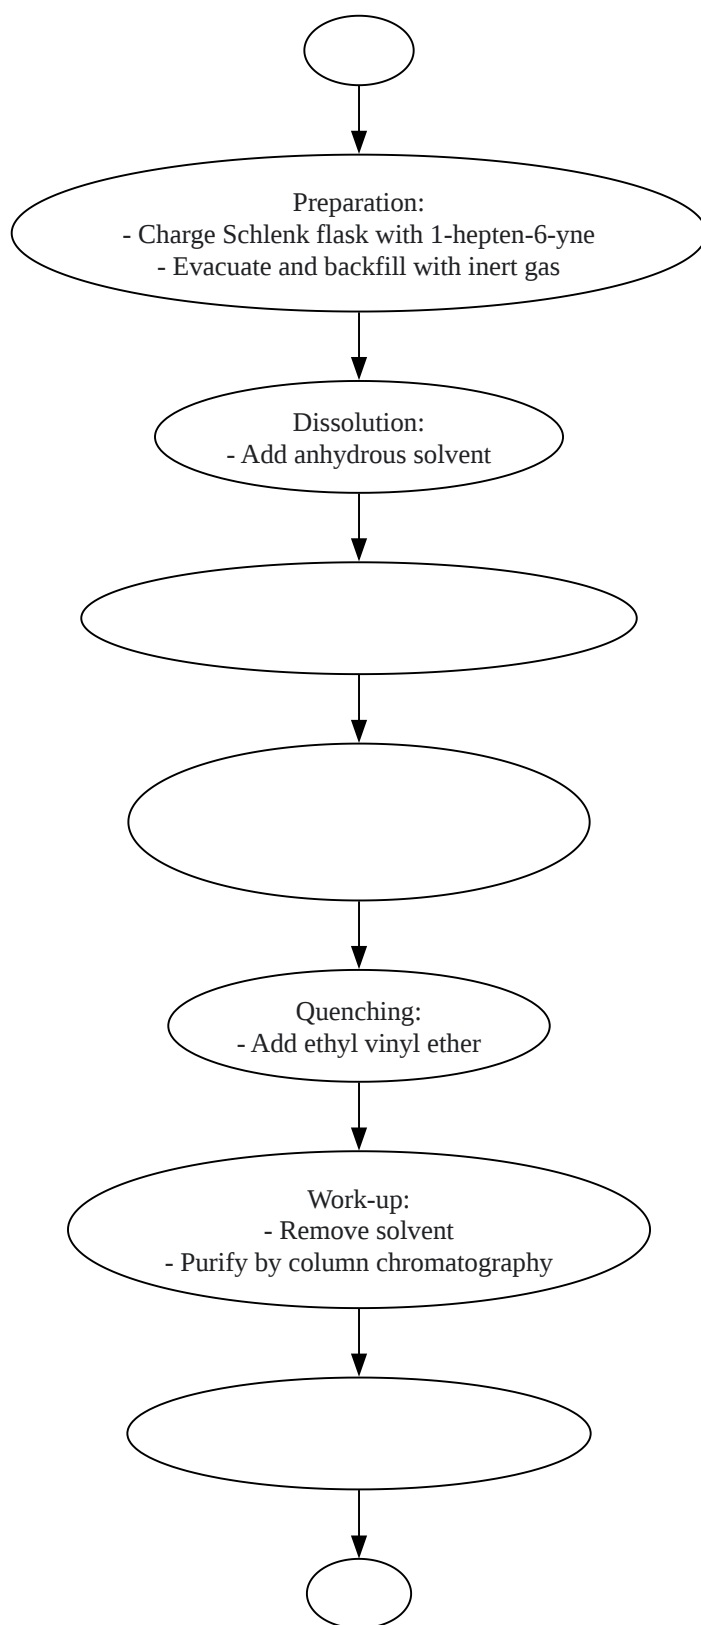 Preparation:
- Charge Schlenk flask with 1-hepten-6-yne
- Evacuate and backfill with inert gas
Dissolution:
- Add anhydrous solvent
Quenching:
- Add ethyl vinyl ether
Work-up:
- Remove solvent
- Purify by column chromatography